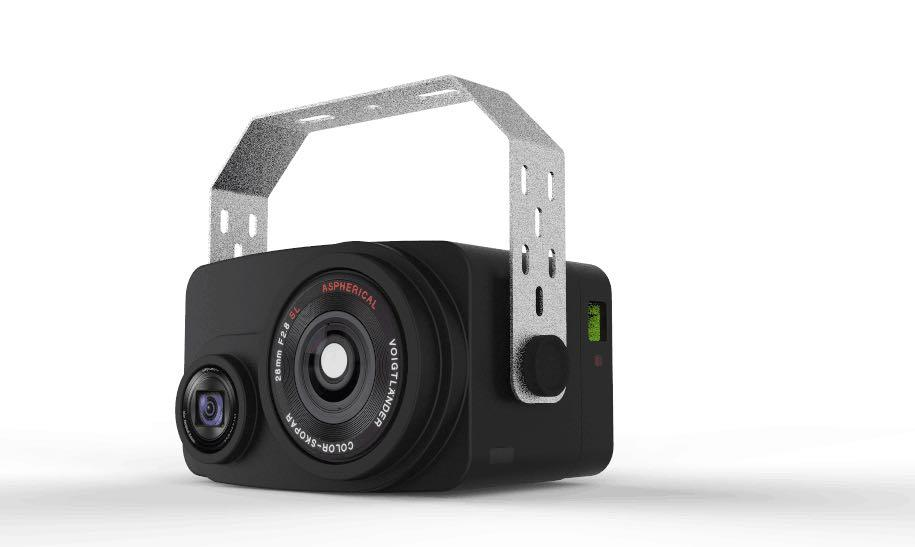 28mm F2.8 SL ASPHERICAL
VOIGTLÄNDER
COLOR-SKOPAR